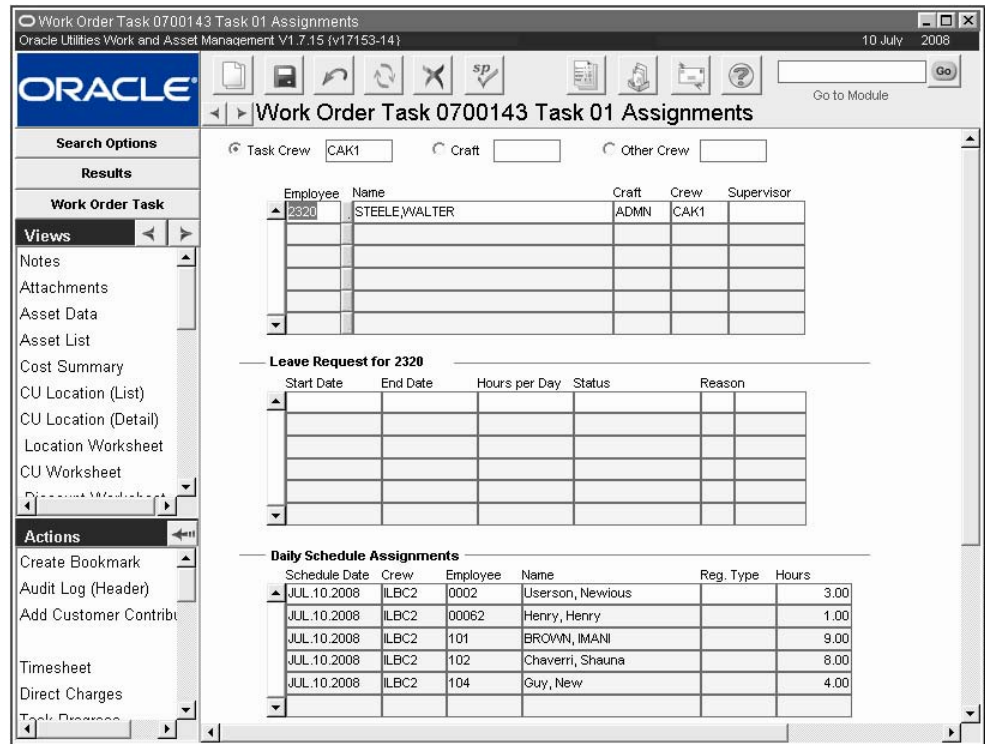 Work Order Task 0700143 Task 01 Assignments
Oracle Utilities Work and Asset Management V1.7.15 {v17153-14} 10 July 2008
ORACLE
sp
Go
Go to Module
Work Order Task 0700143 Task 01 Assignments
Search Options
Results
Work Order Task
Views
Notes
Attachments
Asset Data
Asset List
Cost Summary
CU Location (List)
CU Location (Detail)
Location Worksheet
CU Worksheet
Discount Worksheet
Actions
Create Bookmark
Audit Log (Header)
Add Customer Contribu
Timesheet
Direct Charges
Task Progress
Task Crew CAK1 Craft Other Crew
Employee Name Craft Crew Supervisor
2320 STEELE,WALTER ADMN CAK1
Leave Request for 2320
Start Date End Date Hours per Day Status Reason
Daily Schedule Assignments
Schedule Date Crew Employee Name Reg. Type Hours
JUL.10.2008 ILBC2 0002 Userson, Newious 3.00
JUL.10.2008 ILBC2 00062 Henry, Henry 1.00
JUL.10.2008 ILBC2 101 BROWN, IMANI 9.00
JUL.10.2008 ILBC2 102 Chaverri, Shauna 8.00
JUL.10.2008 ILBC2 104 Guy, New 4.00